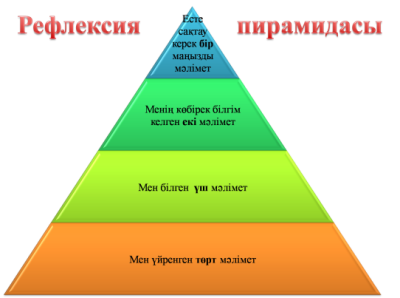 Рефлексия пирамидасы
Есте
сақтау
керек бір
маңызды
мәлімет
Менің көбірек білгім
келген екі мәлімет
Мен білген үш мәлімет
Мен үйренген төрт мәлімет